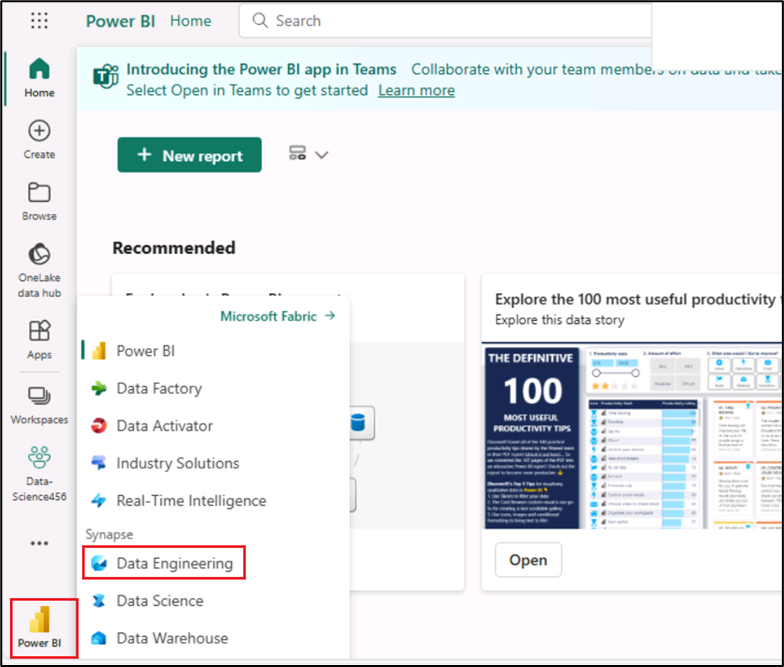 Power BI Home
Search
Introducing the Power BI app in Teams Collaborate with your team members on data and take
Select Open in Teams to get started Learn more
Home
Create
Browse
OneLake
data hub
Apps
Workspaces
Data-
Science456
Power BI
+ New report
Recommended
Microsoft Fabric →
Power BI
Data Factory
Data Activator
Industry Solutions
Real-Time Intelligence
Synapse
Data Engineering
Data Science
Data Warehouse
Explore the 100 most useful productivity
Explore this data story
THE DEFINITIVE
100
MOST USEFUL
PRODUCTIVITY TIPS
Open